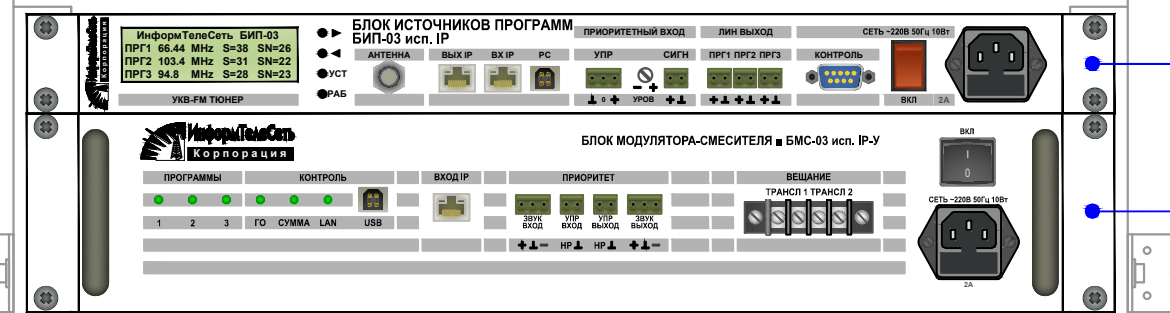 ИнформТелеСеть БИП-03
ПРГ1 66.44 MHz S=38 SN=26
ПРГ2 103.4 MHz S=31 SN=22
ПРГ3 94.8 MHz S=28 SN=23
УКВ-FM ТЮНЕР
ИнформТелеСеть
Корпорация
УСТ
РАБ
БЛОК ИСТОЧНИКОВ ПРОГРАММ
БИП-03 исп. IP
АНТЕННА
ВЫХ IP ВХ IP PC
ПРИОРИТЕТНЫЙ ВХОД
УПР СИГН
0 + УРОВ +
- +
ЛИН ВЫХОД
ПРГ1 ПРГ2 ПРГ3
+ + +
КОНТРОЛЬ
СЕТЬ ~220В 50Гц 10Вт
ВКЛ 2А
ИнформТелеСеть
Корпорация
БЛОК МОДУЛЯТОРА-СМЕСИТЕЛЯ ■ БМС-03 исп. IP-У
ПРОГРАММЫ КОНТРОЛЬ
1 2 3 ГО СУММА LAN USB
ВХОД IP
ПРИОРИТЕТ
ЗВУК УПР УПР ЗВУК
ВХОД ВХОД ВЫХОД ВЫХОД
+ - НР НР + -
ВЕЩАНИЕ
ТРАНСЛ 1 ТРАНСЛ 2
ВКЛ
I
0
СЕТЬ ~220В 50Гц 10Вт
2А